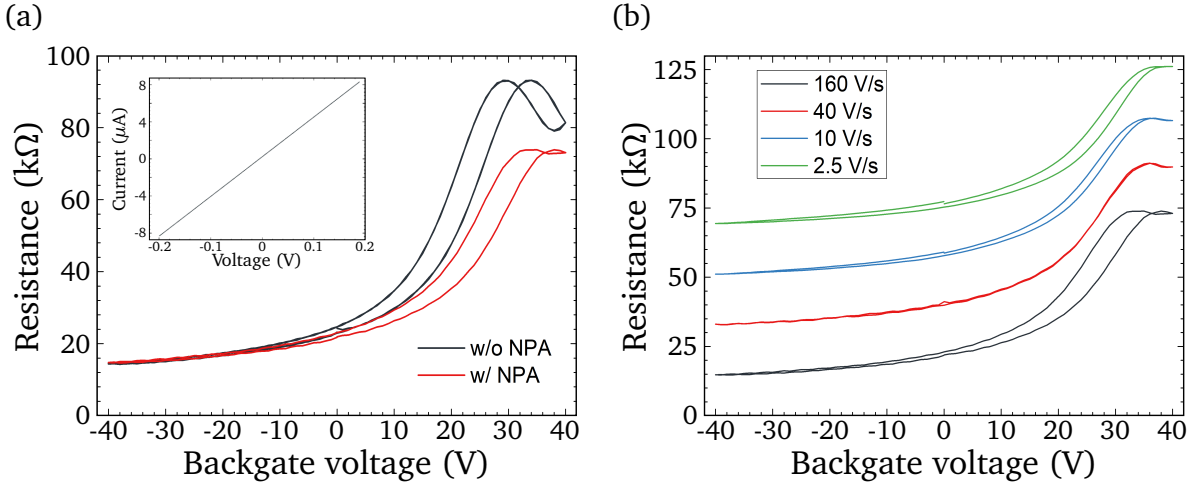 (a)
(b)
Resistance (kΩ)
100
80
60
40
20
0
-40 -30 -20 -10 0 10 20 30 40
Backgate voltage (V)
w/o NPA
w/ NPA
Current (μA)
8
4
0
-4
-8
-0.2 -0.1 0 0.1 0.2
Voltage (V)
Resistance (kΩ)
125
100
75
50
25
0
-40 -30 -20 -10 0 10 20 30 40
Backgate voltage (V)
160 V/s
40 V/s
10 V/s
2.5 V/s